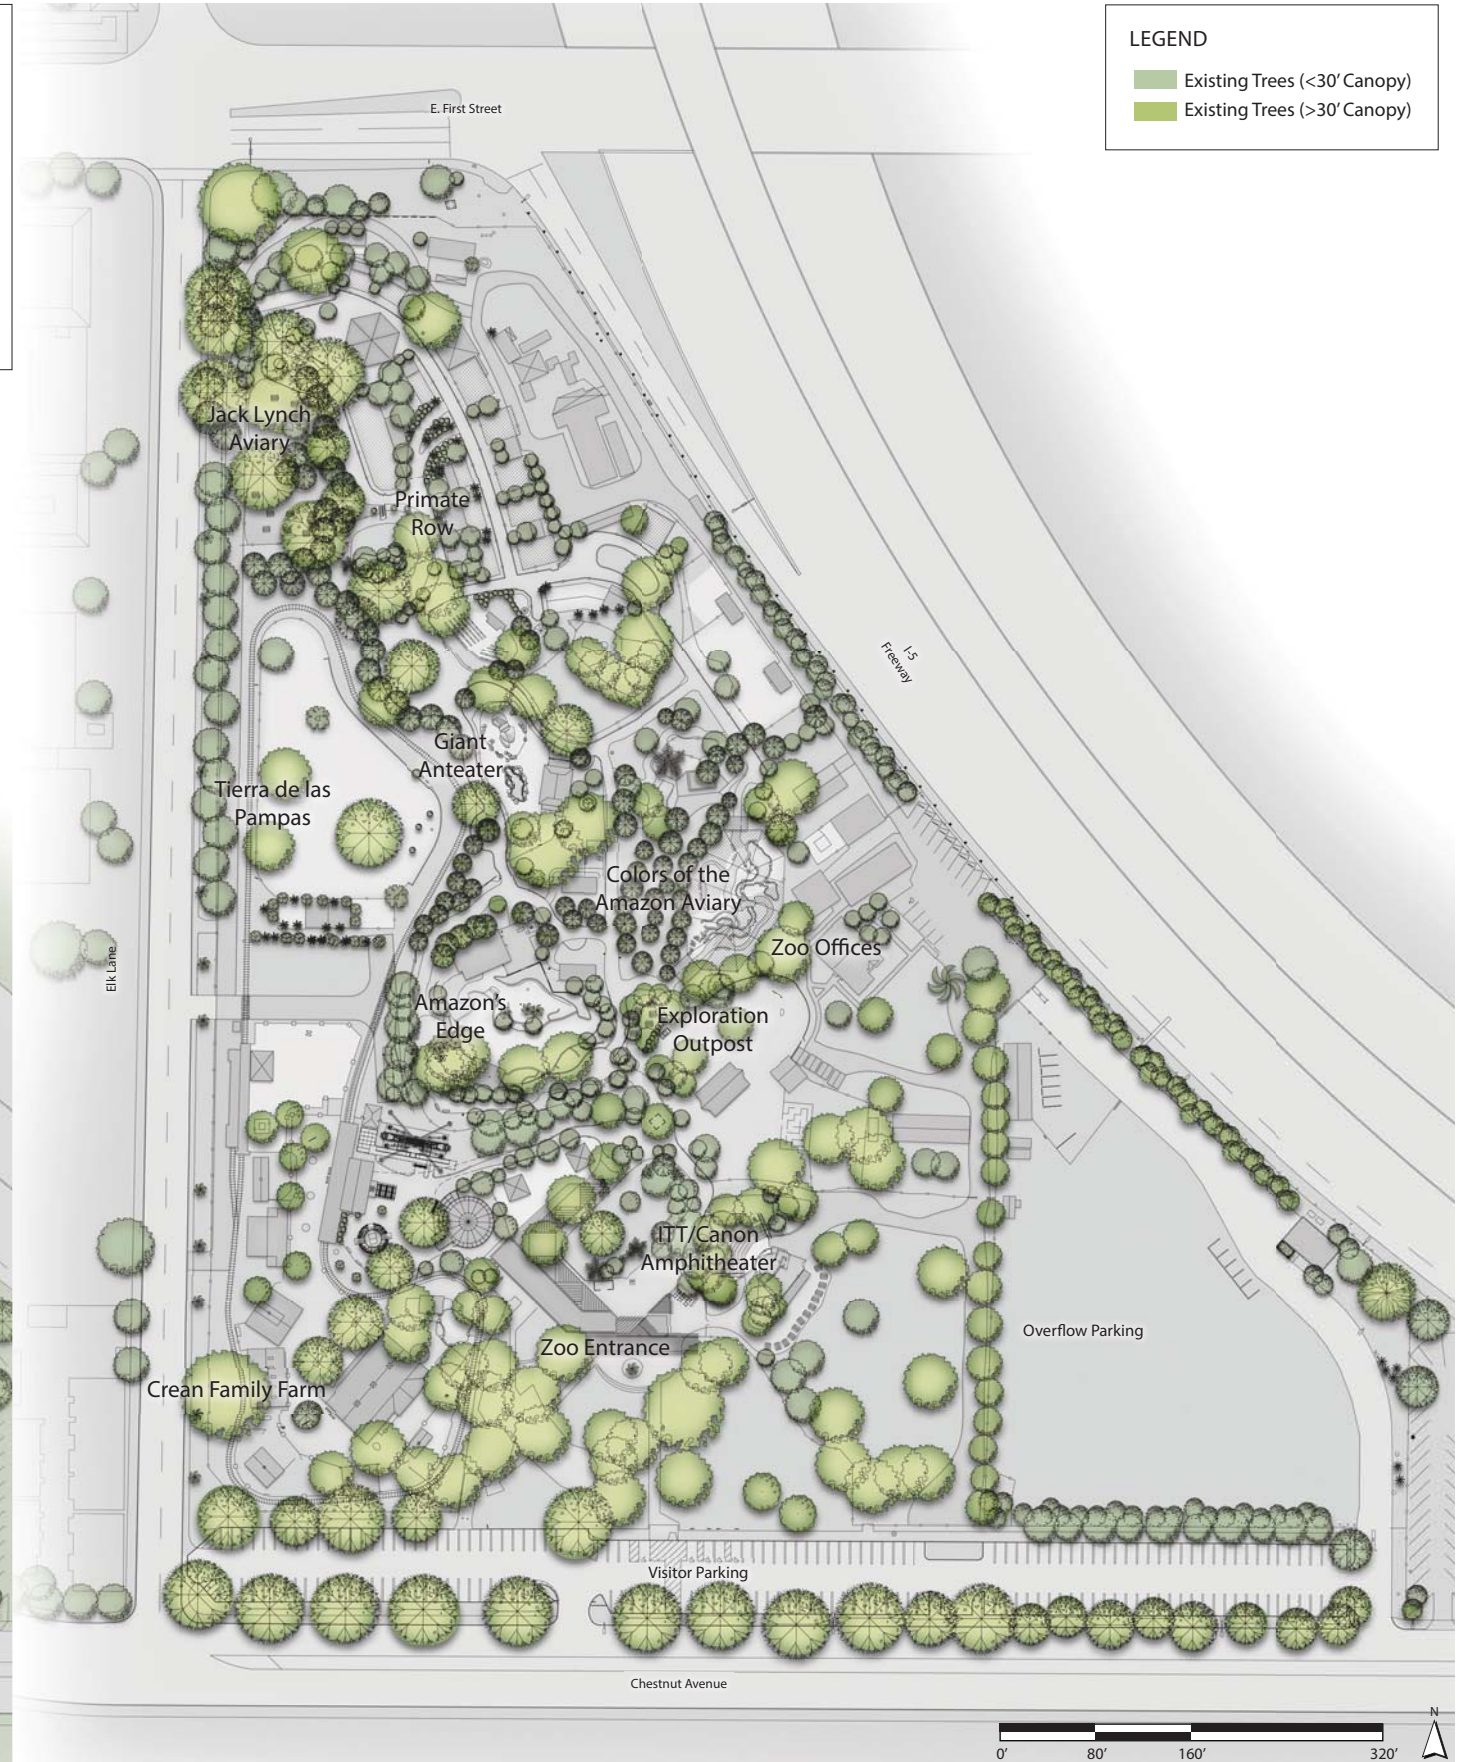 LEGEND
Existing Trees (<30’ Canopy)
Existing Trees (>30’ Canopy)
E. First Street
Jack Lynch
Aviary
Primate
Row
I-5
Freeway
Giant
Anteater
Tierra de las
Pampas
Colors of the
Amazon Aviary
Zoo Offices
Elk Lane
Amazon’s
Edge
Exploration
Outpost
ITT/Canon
Amphitheater
Overflow Parking
Zoo Entrance
Crean Family Farm
Visitor Parking
Chestnut Avenue
N
0’ 80’ 160’ 320’